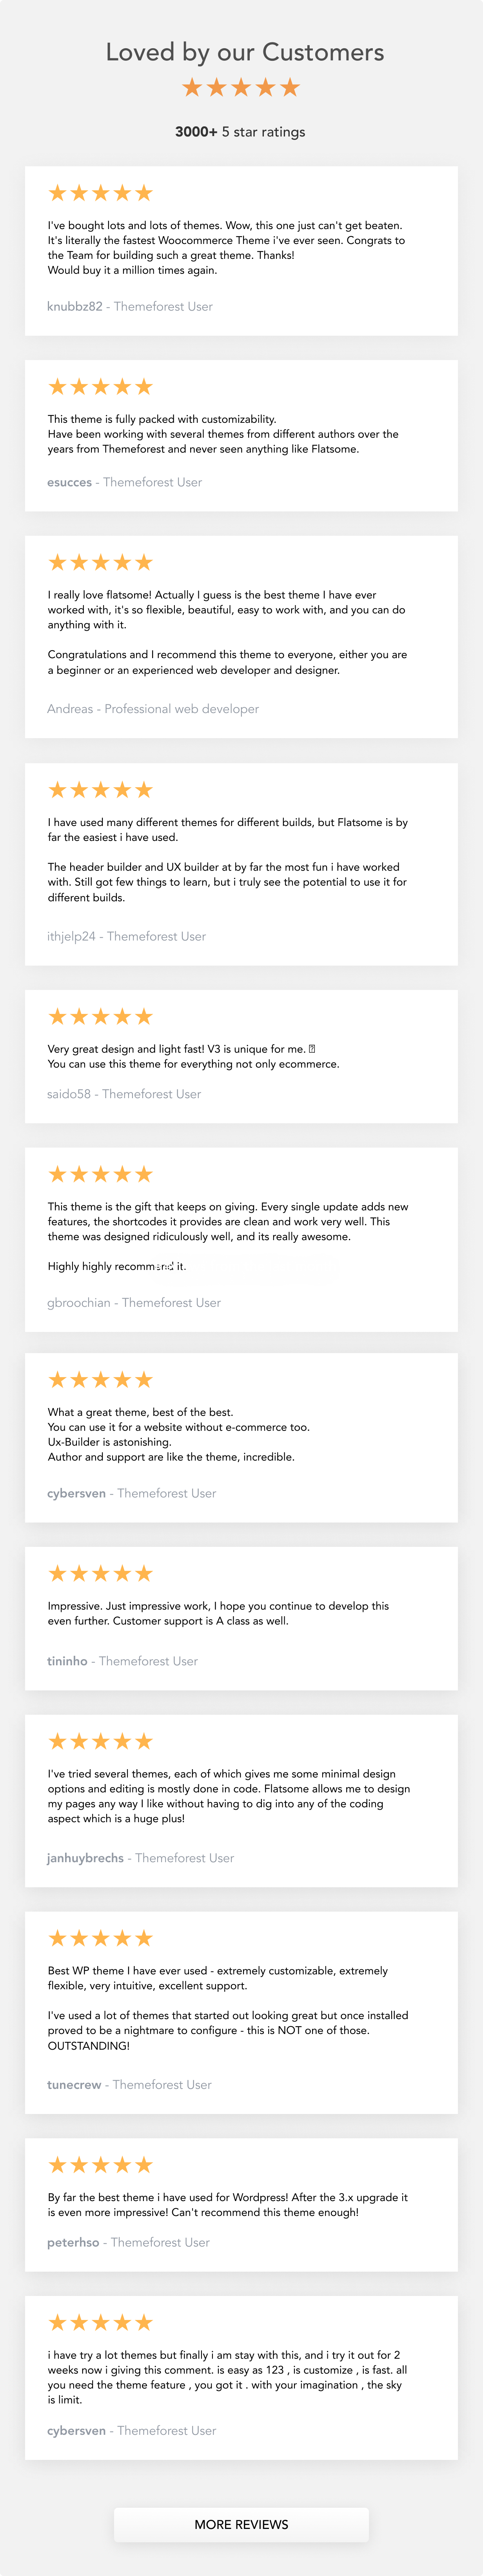 Loved by our Customers
3000+ 5 star ratings
I've bought lots and lots of themes. Wow, this one just can't get beaten.
It's literally the fastest Woocommerce Theme i've ever seen. Congrats to
the Team for building such a great theme. Thanks!
Would buy it a million times again.
knubbz82 - Themeforest User
This theme is fully packed with customizability.
Have been working with several themes from different authors over the
years from Themeforest and never seen anything like Flatsome.
esucces - Themeforest User
I really love flatsome! Actually I guess is the best theme I have ever
worked with, it's so flexible, beautiful, easy to work with, and you can do
anything with it.
Congratulations and I recommend this theme to everyone, either you are
a beginner or an experienced web developer and designer.
Andreas - Professional web developer
I have used many different themes for different builds, but Flatsome is by
far the easiest i have used.
The header builder and UX builder at by far the most fun i have worked
with. Still got few things to learn, but i truly see the potential to use it for
different builds.
ithjelp24 - Themeforest User
Very great design and light fast! V3 is unique for me.
You can use this theme for everything not only ecommerce.
saido58 - Themeforest User
This theme is the gift that keeps on giving. Every single update adds new
features, the shortcodes it provides are clean and work very well. This
theme was designed ridiculously well, and its really awesome.
Highly highly recommend it.
gbroochian - Themeforest User
What a great theme, best of the best.
You can use it for a website without e-commerce too.
Ux-Builder is astonishing.
Author and support are like the theme, incredible.
cybersven - Themeforest User
Impressive. Just impressive work, I hope you continue to develop this
even further. Customer support is A class as well.
tininho - Themeforest User
I've tried several themes, each of which gives me some minimal design
options and editing is mostly done in code. Flatsome allows me to design
my pages any way I like without having to dig into any of the coding
aspect which is a huge plus!
janhuybrechs - Themeforest User
Best WP theme I have ever used - extremely customizable, extremely
flexible, very intuitive, excellent support.
I've used a lot of themes that started out looking great but once installed
proved to be a nightmare to configure - this is NOT one of those.
OUTSTANDING!
tunecrew - Themeforest User
By far the best theme i have used for Wordpress! After the 3.x upgrade it
is even more impressive! Can't recommend this theme enough!
peterhso - Themeforest User
i have try a lot themes but finally i am stay with this, and i try it out for 2
weeks now i giving this comment. is easy as 123 , is customize , is fast. all
you need the theme feature , you got it . with your imagination , the sky
is limit.
cybersven - Themeforest User
MORE REVIEWS